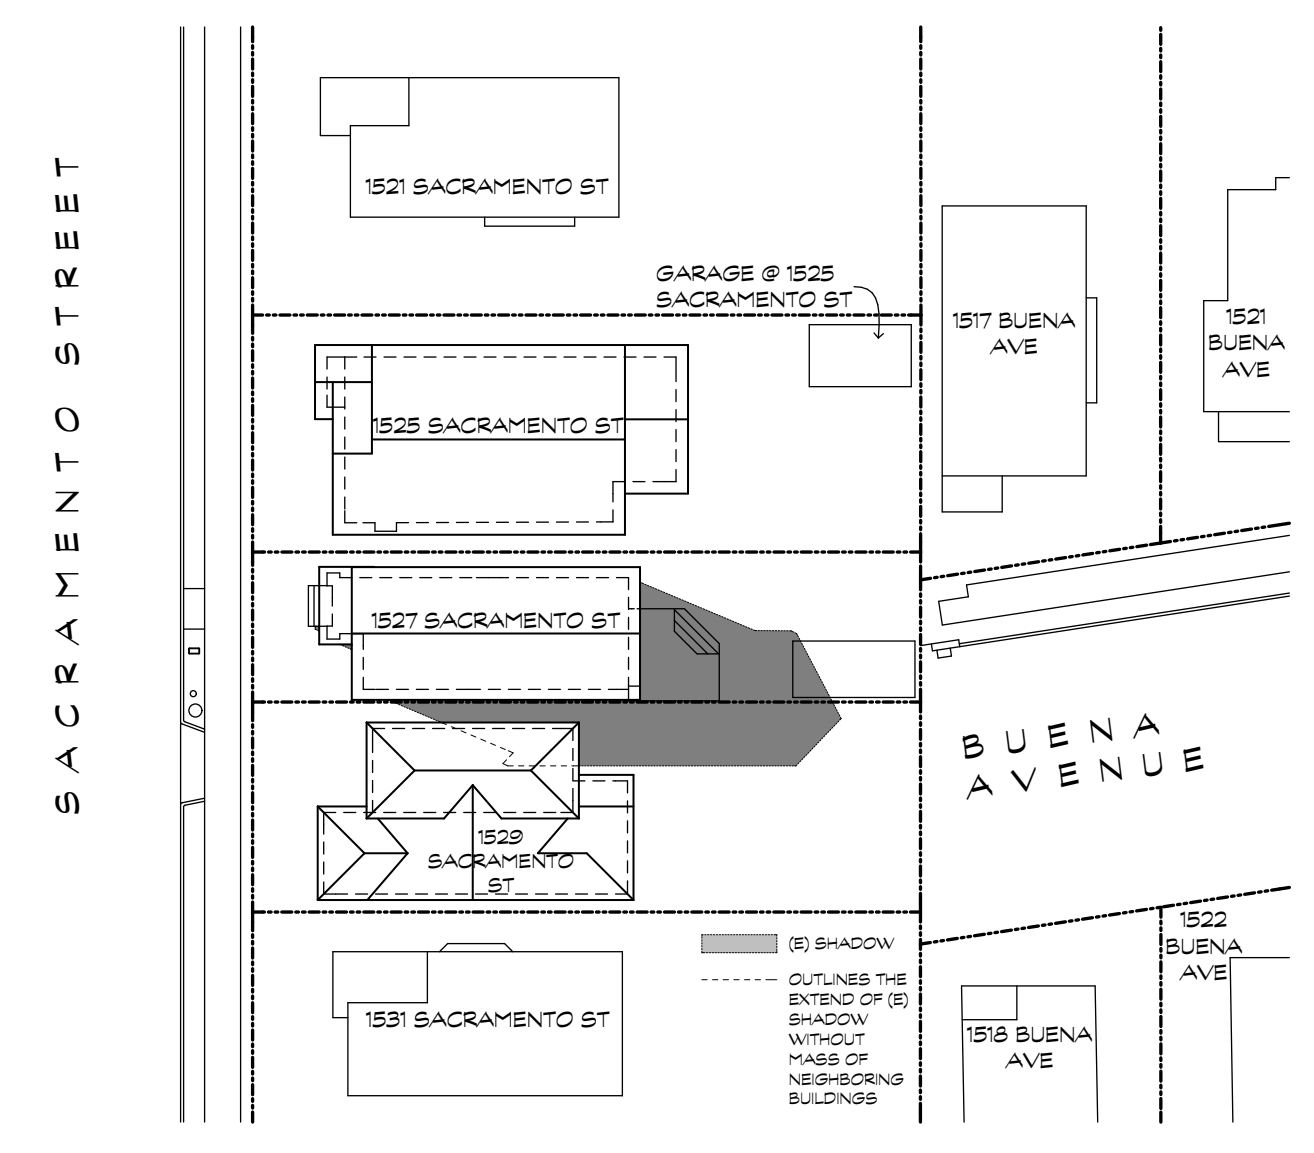 SACRAMENTO STREET
1521 SACRAMENTO ST
GARAGE @ 1525
SACRAMENTO ST
1517 BUENA
AVE
1521
BUENA
AVE
1525 SACRAMENTO ST
1527 SACRAMENTO ST
BUENA
AVENUE
1529
SACRAMENTO
ST
(E) SHADOW
OUTLINES THE
EXTEND OF (E)
SHADOW
WITHOUT
MASS OF
NEIGHBORING
BUILDINGS
1522
BUENA
AVE
1531 SACRAMENTO ST
1518 BUENA
AVE